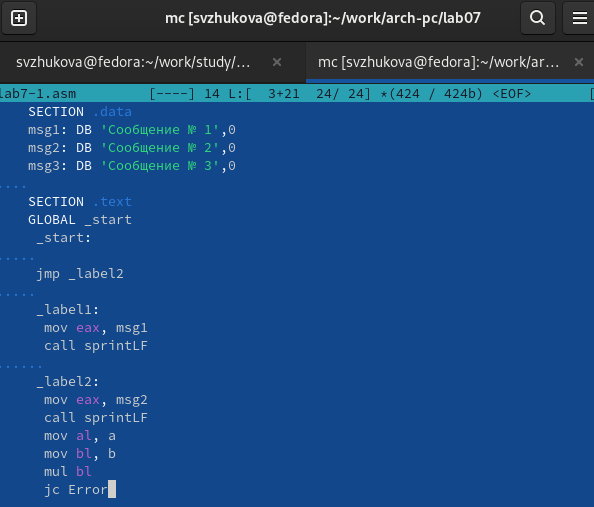 mc [svzhukova@fedora]:~/work/arch-pc/lab07
svzhukova@fedora:~/work/study/... × mc [svzhukova@fedora]:~/work/ar... ×
lab7-1.asm [----] 14 L:[ 3+21 24/ 24] *(424 / 424b) <EOF> [
SECTION .data
msg1: DB 'Сообщение № 1',0
msg2: DB 'Сообщение № 2',0
msg3: DB 'Сообщение № 3',0
....
SECTION .text
GLOBAL _start
_start:
.....
jmp _label2
.....
_label1:
mov eax, msg1
call sprintLF
......
_label2:
mov eax, msg2
call sprintLF
mov al, a
mov bl, b
mul bl
jc Error